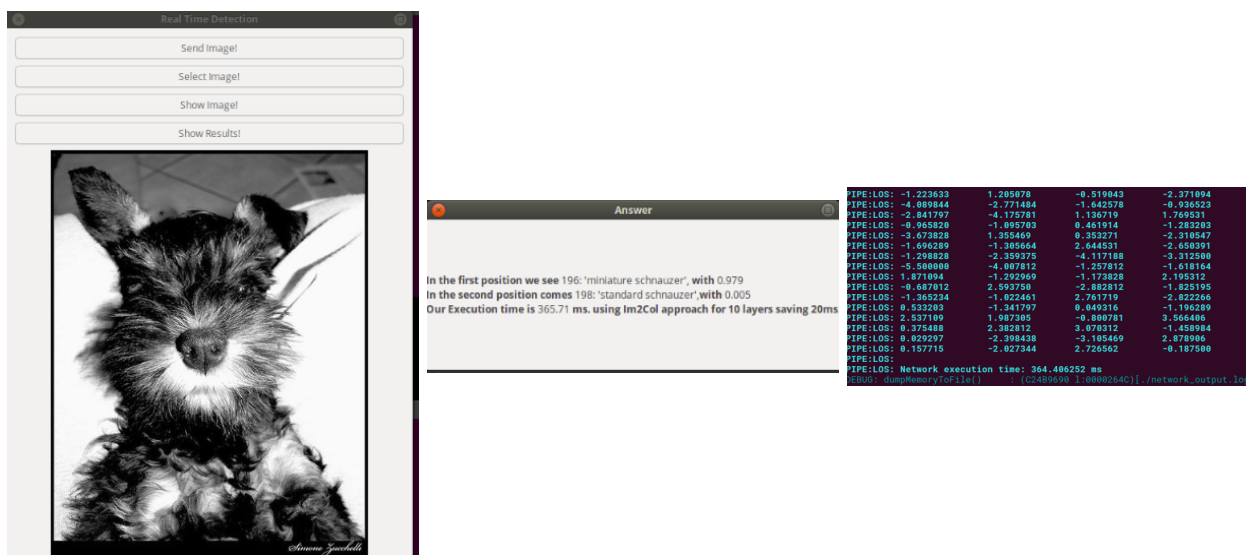 Real Time Detection
Send Image!
Select Image!
Show Image!
Show Results!
Simone Zucchelli
Answer
In the first position we see 196: 'miniature schnauzer', with 0.979
In the second position comes 198: 'standard schnauzer',with 0.005
Our Execution time is 365.71 ms. using Im2Col approach for 10 layers saving 20ms
PIPE:LOS: -1.223633 1.205078 -0.519043 -2.371094
PIPE:LOS: -4.089844 -2.771484 -1.642578 -0.936523
PIPE:LOS: -2.841797 -4.175781 1.136719 1.769531
PIPE:LOS: -0.965820 -1.095703 0.461914 -1.283203
PIPE:LOS: -3.673828 1.355469 0.353271 -2.310547
PIPE:LOS: -1.696289 -1.305664 2.644531 -2.650391
PIPE:LOS: -1.298828 -2.359375 -4.117188 -3.312500
PIPE:LOS: -5.500000 -4.007812 -1.257812 -1.618164
PIPE:LOS: 1.871094 -1.292969 -1.173828 2.195312
PIPE:LOS: -0.687012 2.593750 -2.882812 -1.825195
PIPE:LOS: -1.365234 -1.022461 2.761719 -2.822266
PIPE:LOS: 0.533203 -1.341797 0.049316 -1.196289
PIPE:LOS: 2.537109 1.987305 -0.800781 3.566406
PIPE:LOS: 0.375488 2.382812 3.070312 -1.458984
PIPE:LOS: 0.029297 -2.398438 -3.105469 2.878906
PIPE:LOS: 0.157715 -2.027344 2.726562 -0.187500
PIPE:LOS:
PIPE:LOS: Network execution time: 364.406252 ms
DEBUG: dumpMemoryToFile() : (C24B9690 l:0000264C)[./network_output.log